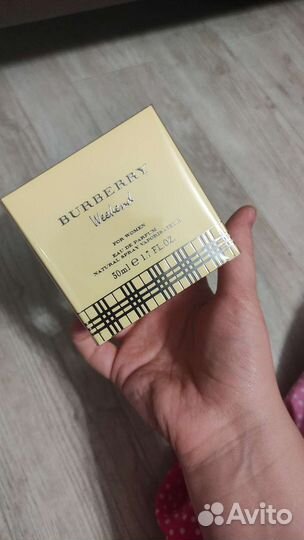 BURBERRY
Weekend
FOR WOMEN
EAU DE PARFUM
NATURAL SPRAY VAPORISATEUR
50ml e 1.7 FL.OZ.
Avito